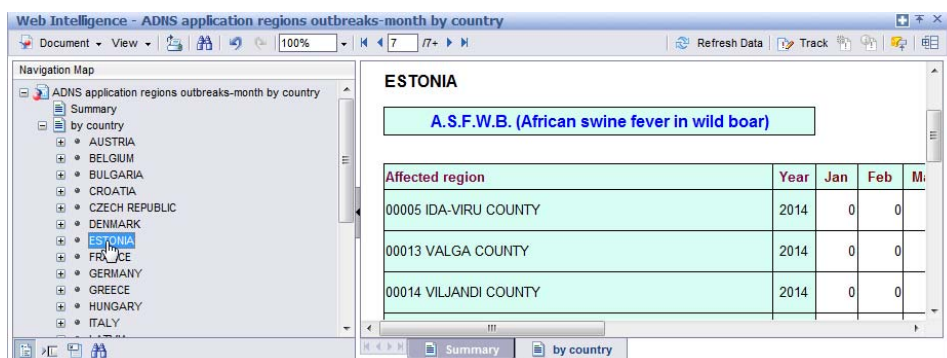 Web Intelligence - ADNS application regions outbreaks-month by country
Document View 100% 7 /7+ Refresh Data Track
Navigation Map
ADNS application regions outbreaks-month by country
Summary
by country
AUSTRIA
BELGIUM
BULGARIA
CROATIA
CZECH REPUBLIC
DENMARK
ESTONIA
GERMANY
GREECE
HUNGARY
ITALY
ESTONIA
A.S.F.W.B. (African swine fever in wild boar)
Affected region Year Jan Feb
00005 IDA-VIRU COUNTY 2014 0 0
00013 VALGA COUNTY 2014 0 0
00014 VILJANDI COUNTY 2014 0 0
Summary by country